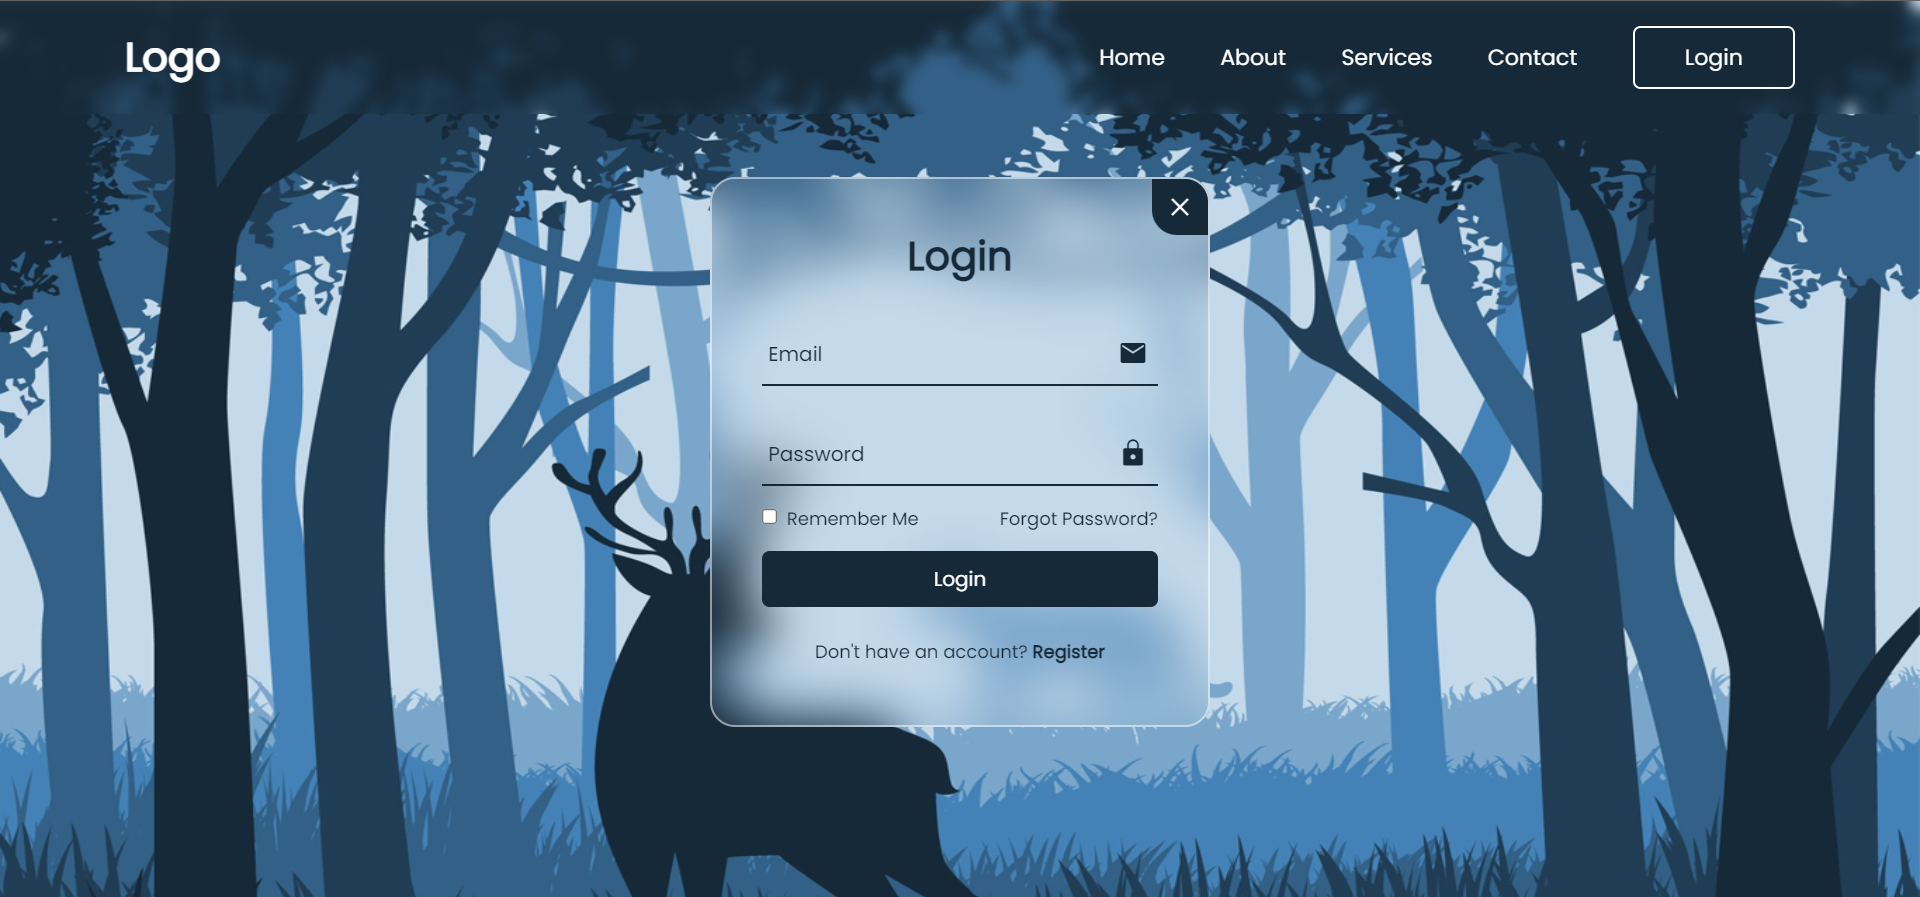 Logo
Home About Services Contact Login
Login
Email
Password
Remember Me Forgot Password?
Login
Don't have an account? Register